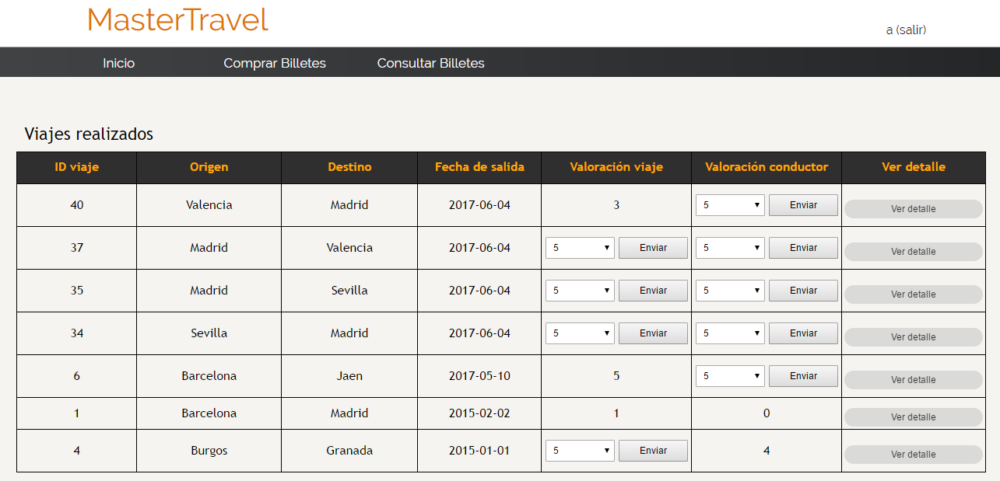 MasterTravel
a (salir)
Inicio Comprar Billetes Consultar Billetes
Viajes realizados
ID viaje Origen Destino Fecha de salida Valoración viaje Valoración conductor Ver detalle
40 Valencia Madrid 2017-06-04 3 5 Enviar Ver detalle
37 Madrid Valencia 2017-06-04 5 Enviar 5 Enviar Ver detalle
35 Madrid Sevilla 2017-06-04 5 Enviar 5 Enviar Ver detalle
34 Sevilla Madrid 2017-06-04 5 Enviar 5 Enviar Ver detalle
6 Barcelona Jaen 2017-05-10 5 5 Enviar Ver detalle
1 Barcelona Madrid 2015-02-02 1 0 Ver detalle
4 Burgos Granada 2015-01-01 5 Enviar 4 Ver detalle